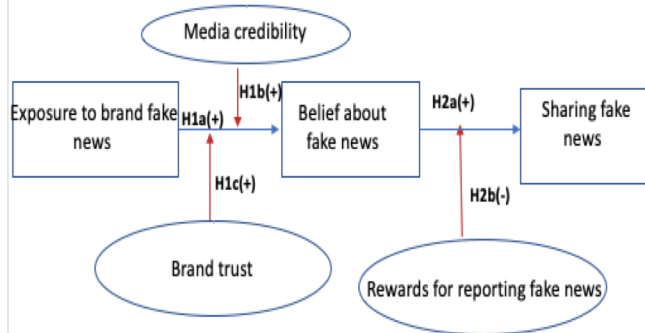 Media credibility
H1b(+)
Exposure to brand fake
news
H1a(+)
Belief about
fake news
H2a(+)
Sharing fake
news
H1c(+)
H2b(-)
Brand trust
Rewards for reporting fake news